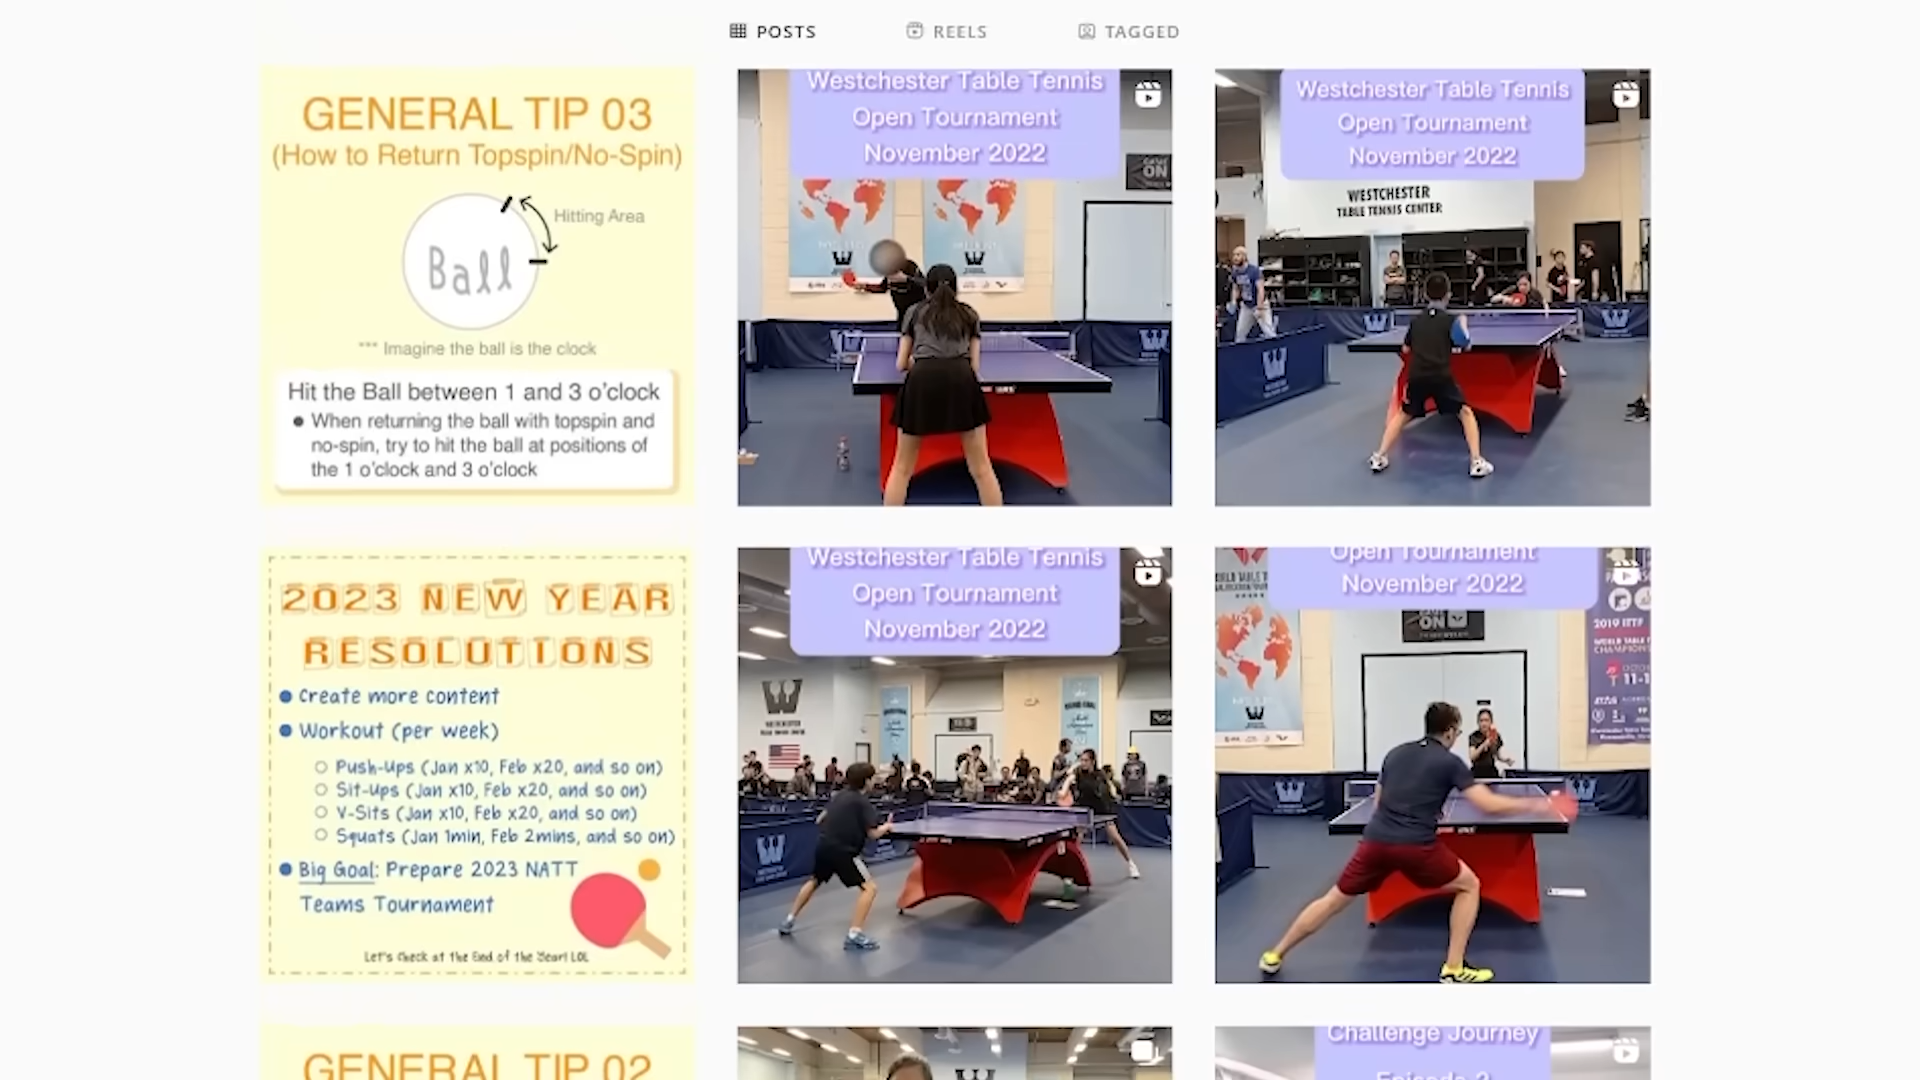 POSTS
REELS
TAGGED
GENERAL TIP 03
(How to Return Topspin/No-Spin)
Hitting Area
Ball
*** Imagine the ball is the clock
Hit the Ball between 1 and 3 o'clock
● When returning the ball with topspin and
no-spin, try to hit the ball at positions of
the 1 o'clock and 3 o'clock
Westchester Table Tennis
Open Tournament
November 2022
Westchester Table Tennis
Open Tournament
November 2022
WESTCHESTER
TABLE TENNIS CENTER
2023 NEW YEAR
RESOLUTIONS
● Create more content
● Workout (per week)
○ Push-Ups (Jan x10, Feb x20, and so on)
○ Sit-Ups (Jan x10, Feb x20, and so on)
○ V-Sits (Jan x10, Feb x20, and so on)
○ Squats (Jan 1min, Feb 2mins, and so on)
● Big Goal: Prepare 2023 NATT
Teams Tournament
Let's Check at the End of the Year! LOL
Westchester Table Tennis
Open Tournament
November 2022
Open Tournament
November 2022
ON
2019 ITTF
11-1
GENERAL TIP 02
Challenge Journey
Episode 2